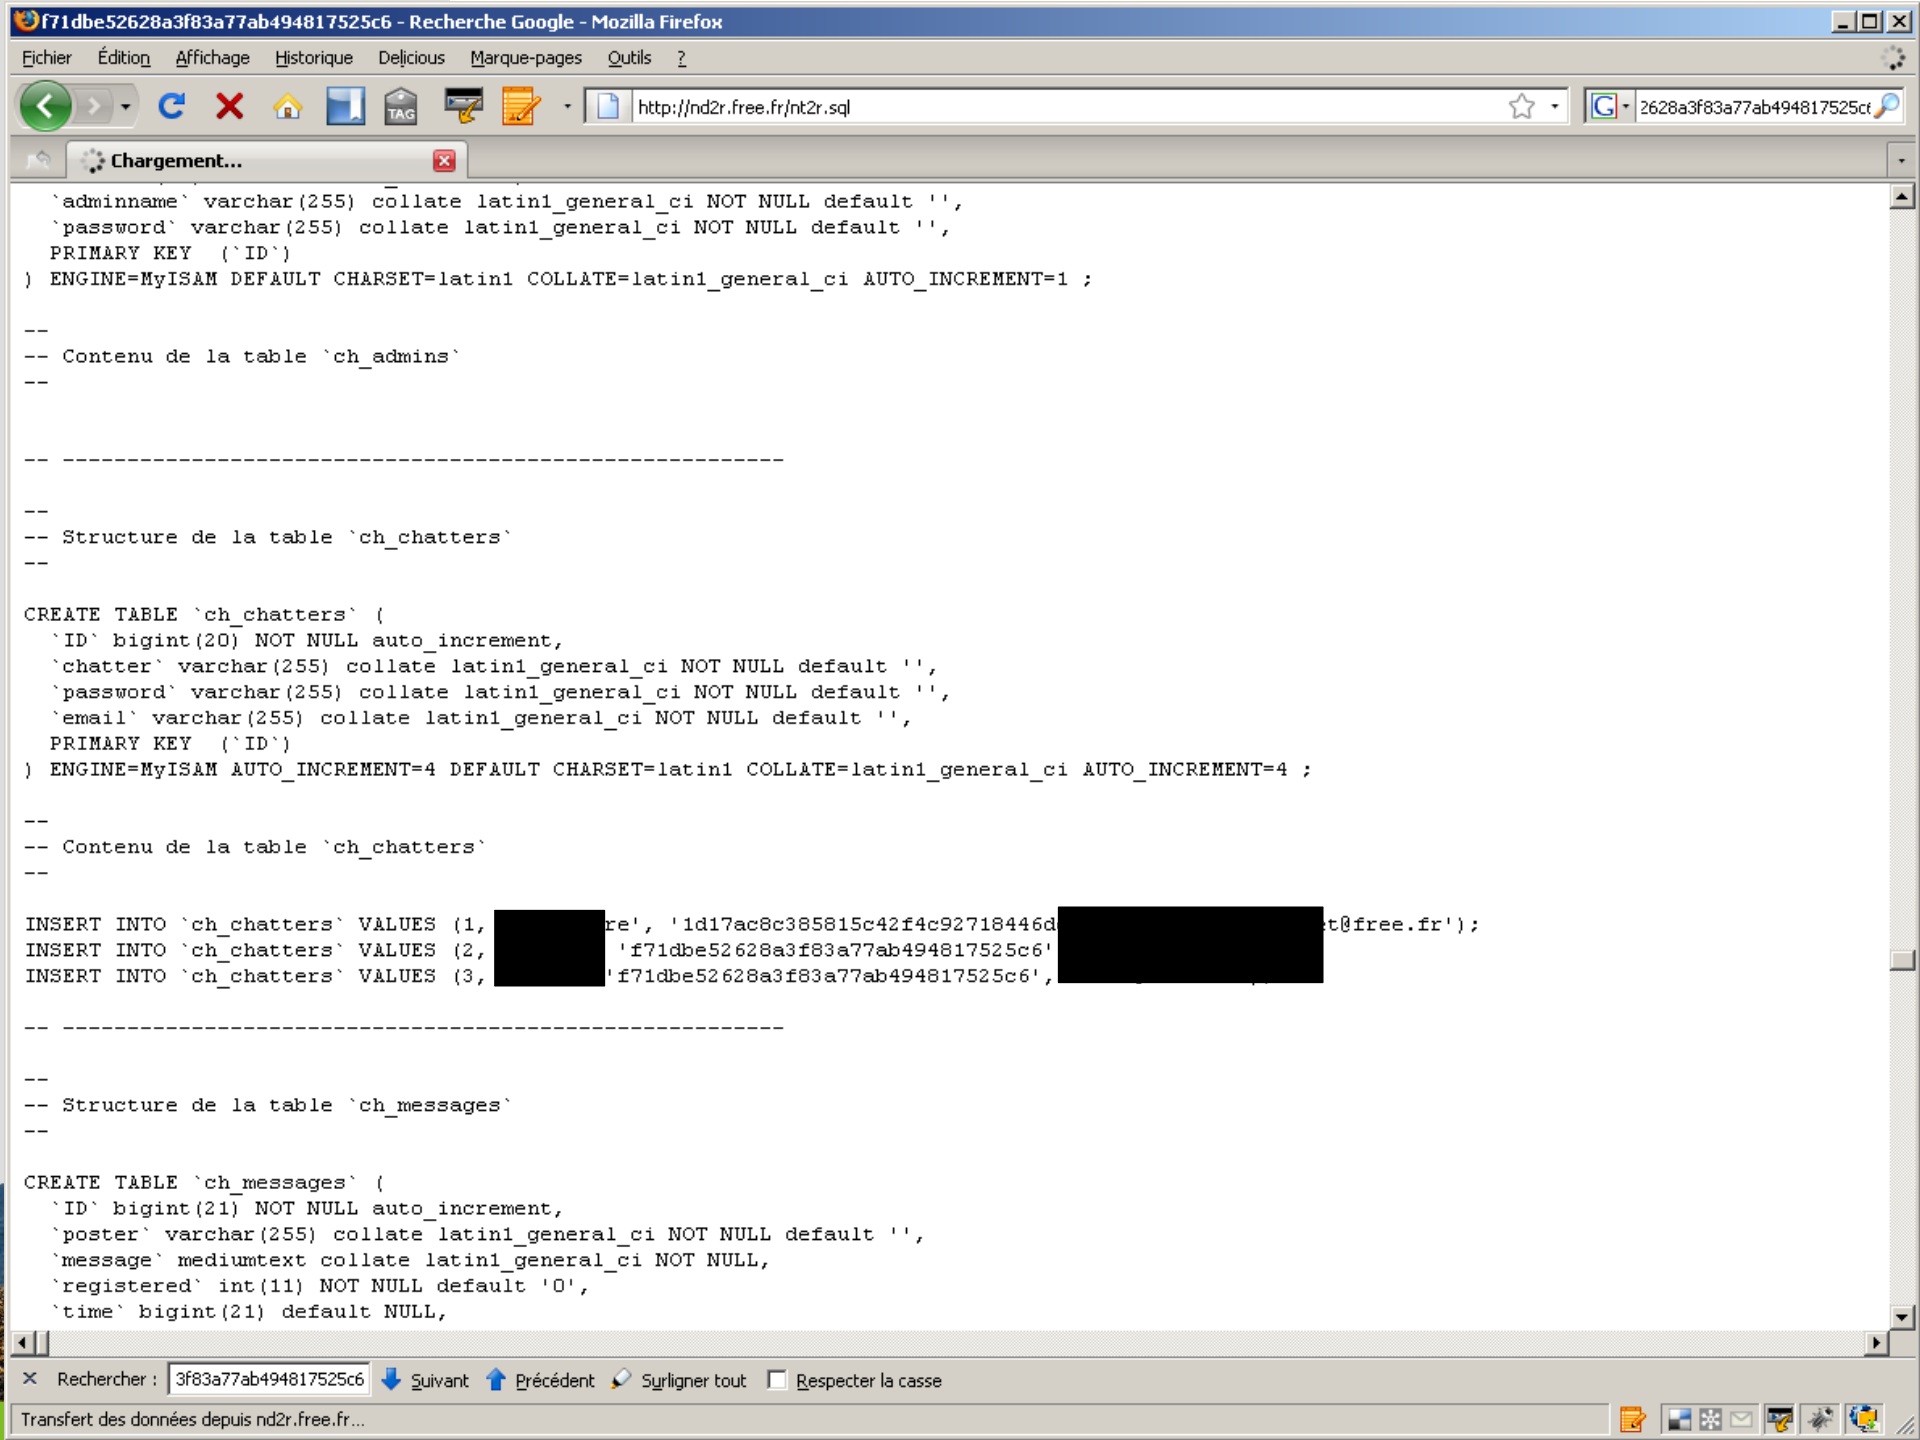 f71dbe52628a3f83a77ab494817525c6 - Recherche Google - Mozilla Firefox
Fichier Édition Affichage Historique Delicious Marque-pages Outils ?
TAG http://nd2r.free.fr/nt2r.sql G 2628a3f83a77ab494817525c6
Chargement...
`adminname` varchar(255) collate latin1_general_ci NOT NULL default '',
`password` varchar(255) collate latin1_general_ci NOT NULL default '',
PRIMARY KEY (`ID`)
) ENGINE=MyISAM DEFAULT CHARSET=latin1 COLLATE=latin1_general_ci AUTO_INCREMENT=1 ;
--
-- Contenu de la table `ch_admins`
--
-- --------------------------------------------------------
--
-- Structure de la table `ch_chatters`
--
CREATE TABLE `ch_chatters` (
`ID` bigint(20) NOT NULL auto_increment,
`chatter` varchar(255) collate latin1_general_ci NOT NULL default '',
`password` varchar(255) collate latin1_general_ci NOT NULL default '',
`email` varchar(255) collate latin1_general_ci NOT NULL default '',
PRIMARY KEY (`ID`)
) ENGINE=MyISAM AUTO_INCREMENT=4 DEFAULT CHARSET=latin1 COLLATE=latin1_general_ci AUTO_INCREMENT=4 ;
--
-- Contenu de la table `ch_chatters`
--
INSERT INTO `ch_chatters` VALUES (1, re', '1d17ac8c385815c42f4c92718446d t@free.fr');
INSERT INTO `ch_chatters` VALUES (2, 'f71dbe52628a3f83a77ab494817525c6'
INSERT INTO `ch_chatters` VALUES (3, 'f71dbe52628a3f83a77ab494817525c6',
-- --------------------------------------------------------
--
-- Structure de la table `ch_messages`
--
CREATE TABLE `ch_messages` (
`ID` bigint(21) NOT NULL auto_increment,
`poster` varchar(255) collate latin1_general_ci NOT NULL default '',
`message` mediumtext collate latin1_general_ci NOT NULL,
`registered` int(11) NOT NULL default '0',
`time` bigint(21) default NULL,
Rechercher : 3f83a77ab494817525c6 Suivant Précédent Surligner tout Respecter la casse
Transfert des données depuis nd2r.free.fr...